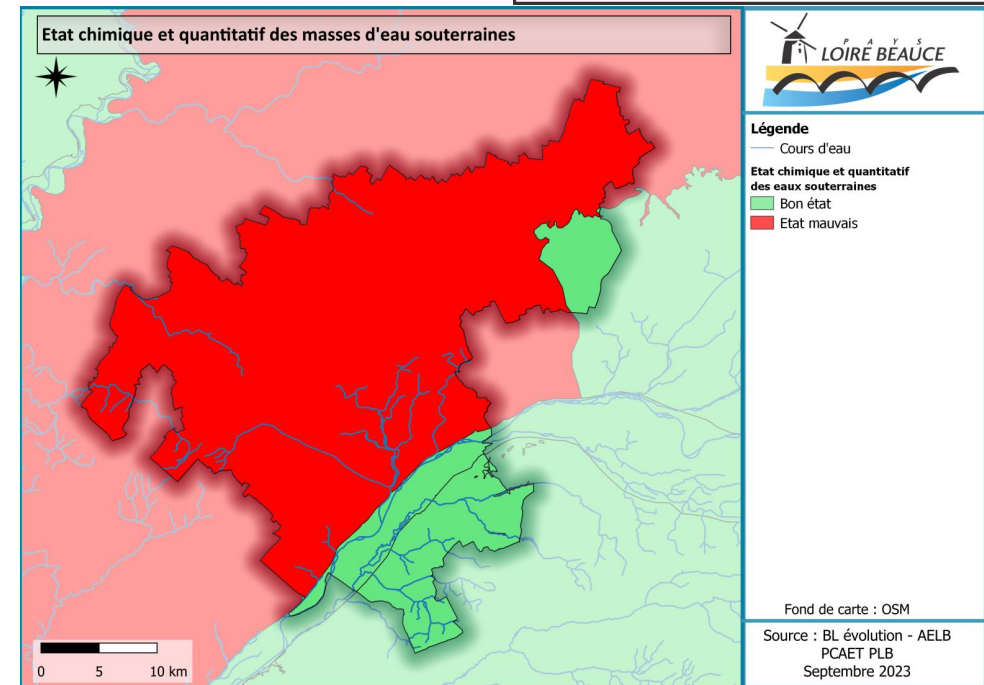 Etat chimique et quantitatif des masses d'eau souterraines
PAYS
LOIRE BEAUCE
Légende
Cours d'eau
Etat chimique et quantitatif
des eaux souterraines
Bon état
Etat mauvais
0 5 10 km
Fond de carte : OSM
Source : BL évolution - AELB
PCAET PLB
Septembre 2023